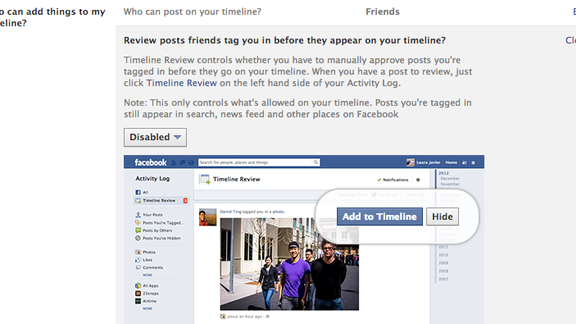 o can add things to my
eline?
Who can post on your timeline?
Friends
E
Review posts friends tag you in before they appear on your timeline?
Clo
Timeline Review controls whether you have to manually approve posts you're
tagged in before they go on your timeline. When you have a post to review, just
click Timeline Review on the left hand side of your Activity Log.
Note: This only controls what's allowed on your timeline. Posts you're tagged in
still appear in search, news feed and other places on Facebook
Disabled
facebook
Search for people, places and things
Laura Javier
Home
Activity Log
Timeline Review
Notifications
2012
December
November
All
Timeline Review
Your Posts
Posts You're Tagged...
Posts by Others
Posts You've Hidden
Photos
Likes
Comments
MORE
All Apps
21snaps
Airtime
MORE
Daniel Ting tagged you in a photo.
Add to Timeline
Hide
2010
2009
2008
2007
about an hour ago